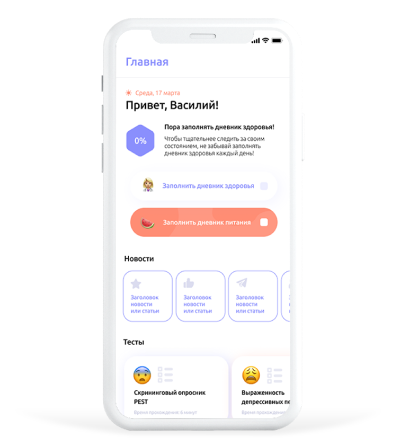 Главная
Среда, 17 марта
Привет, Василий!
0%
Пора заполнять дневник здоровья!
Чтобы тщательнее следить за своим
состоянием, не забывай заполнять
дневник здоровья каждый день!
Заполнить дневник здоровья
Заполнить дневник питания
Новости
Заголовок
новости
или статьи
Заголовок
новости
или статьи
Заголовок
новости
или статьи
Тесты
Скрининговый опросник
PEST
Время прохождения: 6 минут
Выраженность
депрессивных
Время прохождения